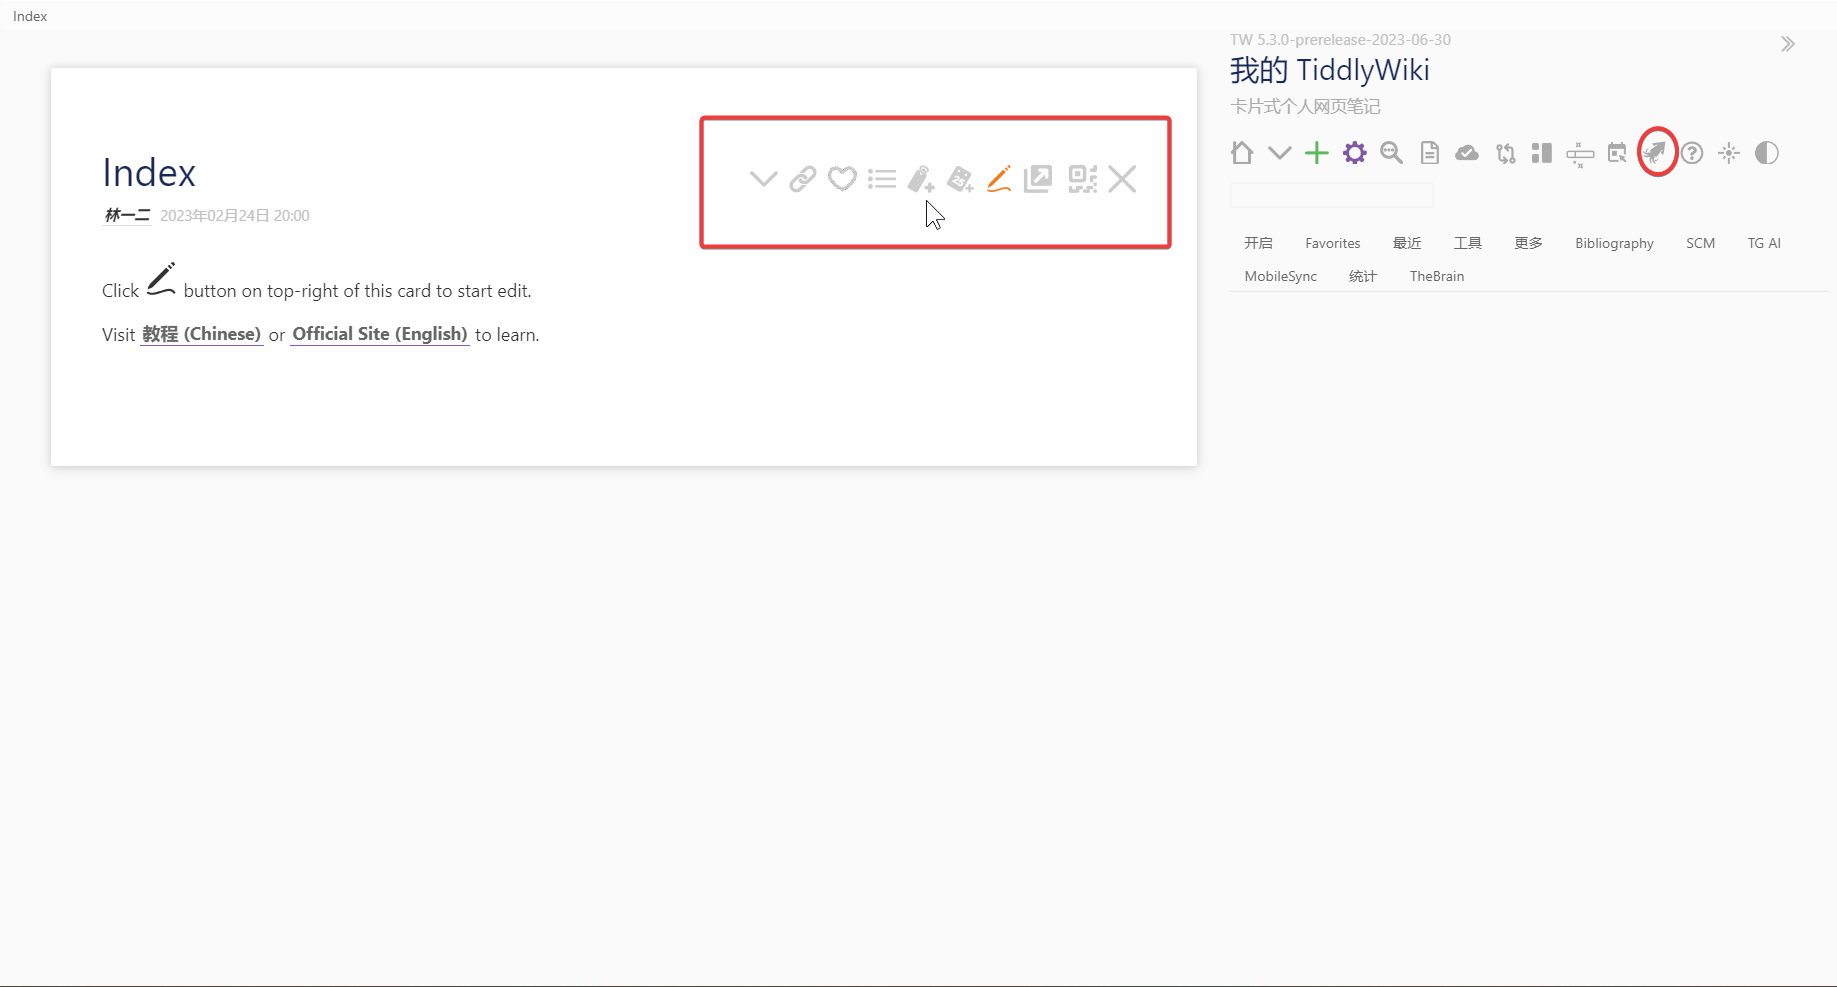 Index
TW 5.3.0-prerelease-2023-06-30
我的 TiddlyWiki
卡片式个人网页笔记
Index
林一二 2023年02月24日 20:00
25
Click button on top-right of this card to start edit.
Visit 教程 (Chinese) or Official Site (English) to learn.
开启 Favorites 最近 工具 更多 Bibliography SCM TG AI
MobileSync 统计 TheBrain